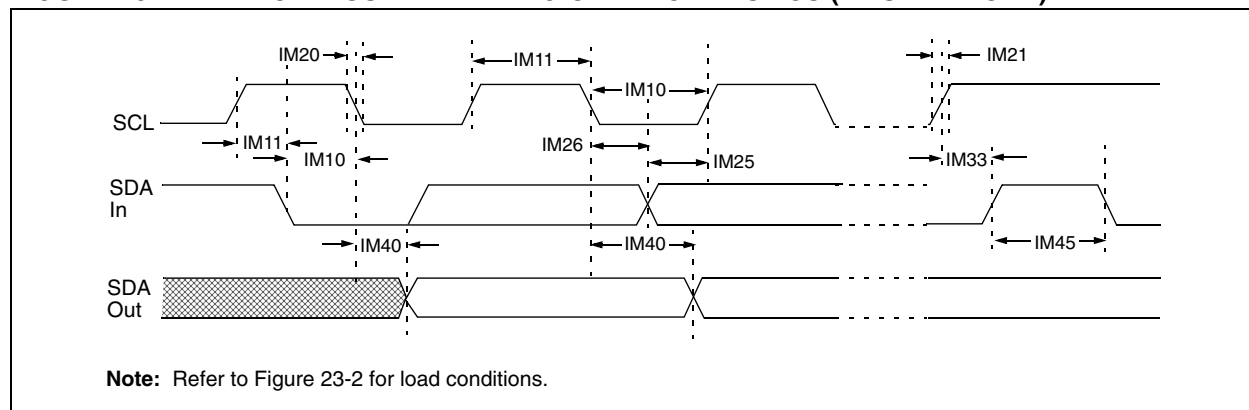 IM20
IM11
IM21
IM10
SCL
IM11
IM10
IM26
IM25
IM33
SDA
In
IM40
IM40
IM45
SDA
Out
Note: Refer to Figure 23-2 for load conditions.